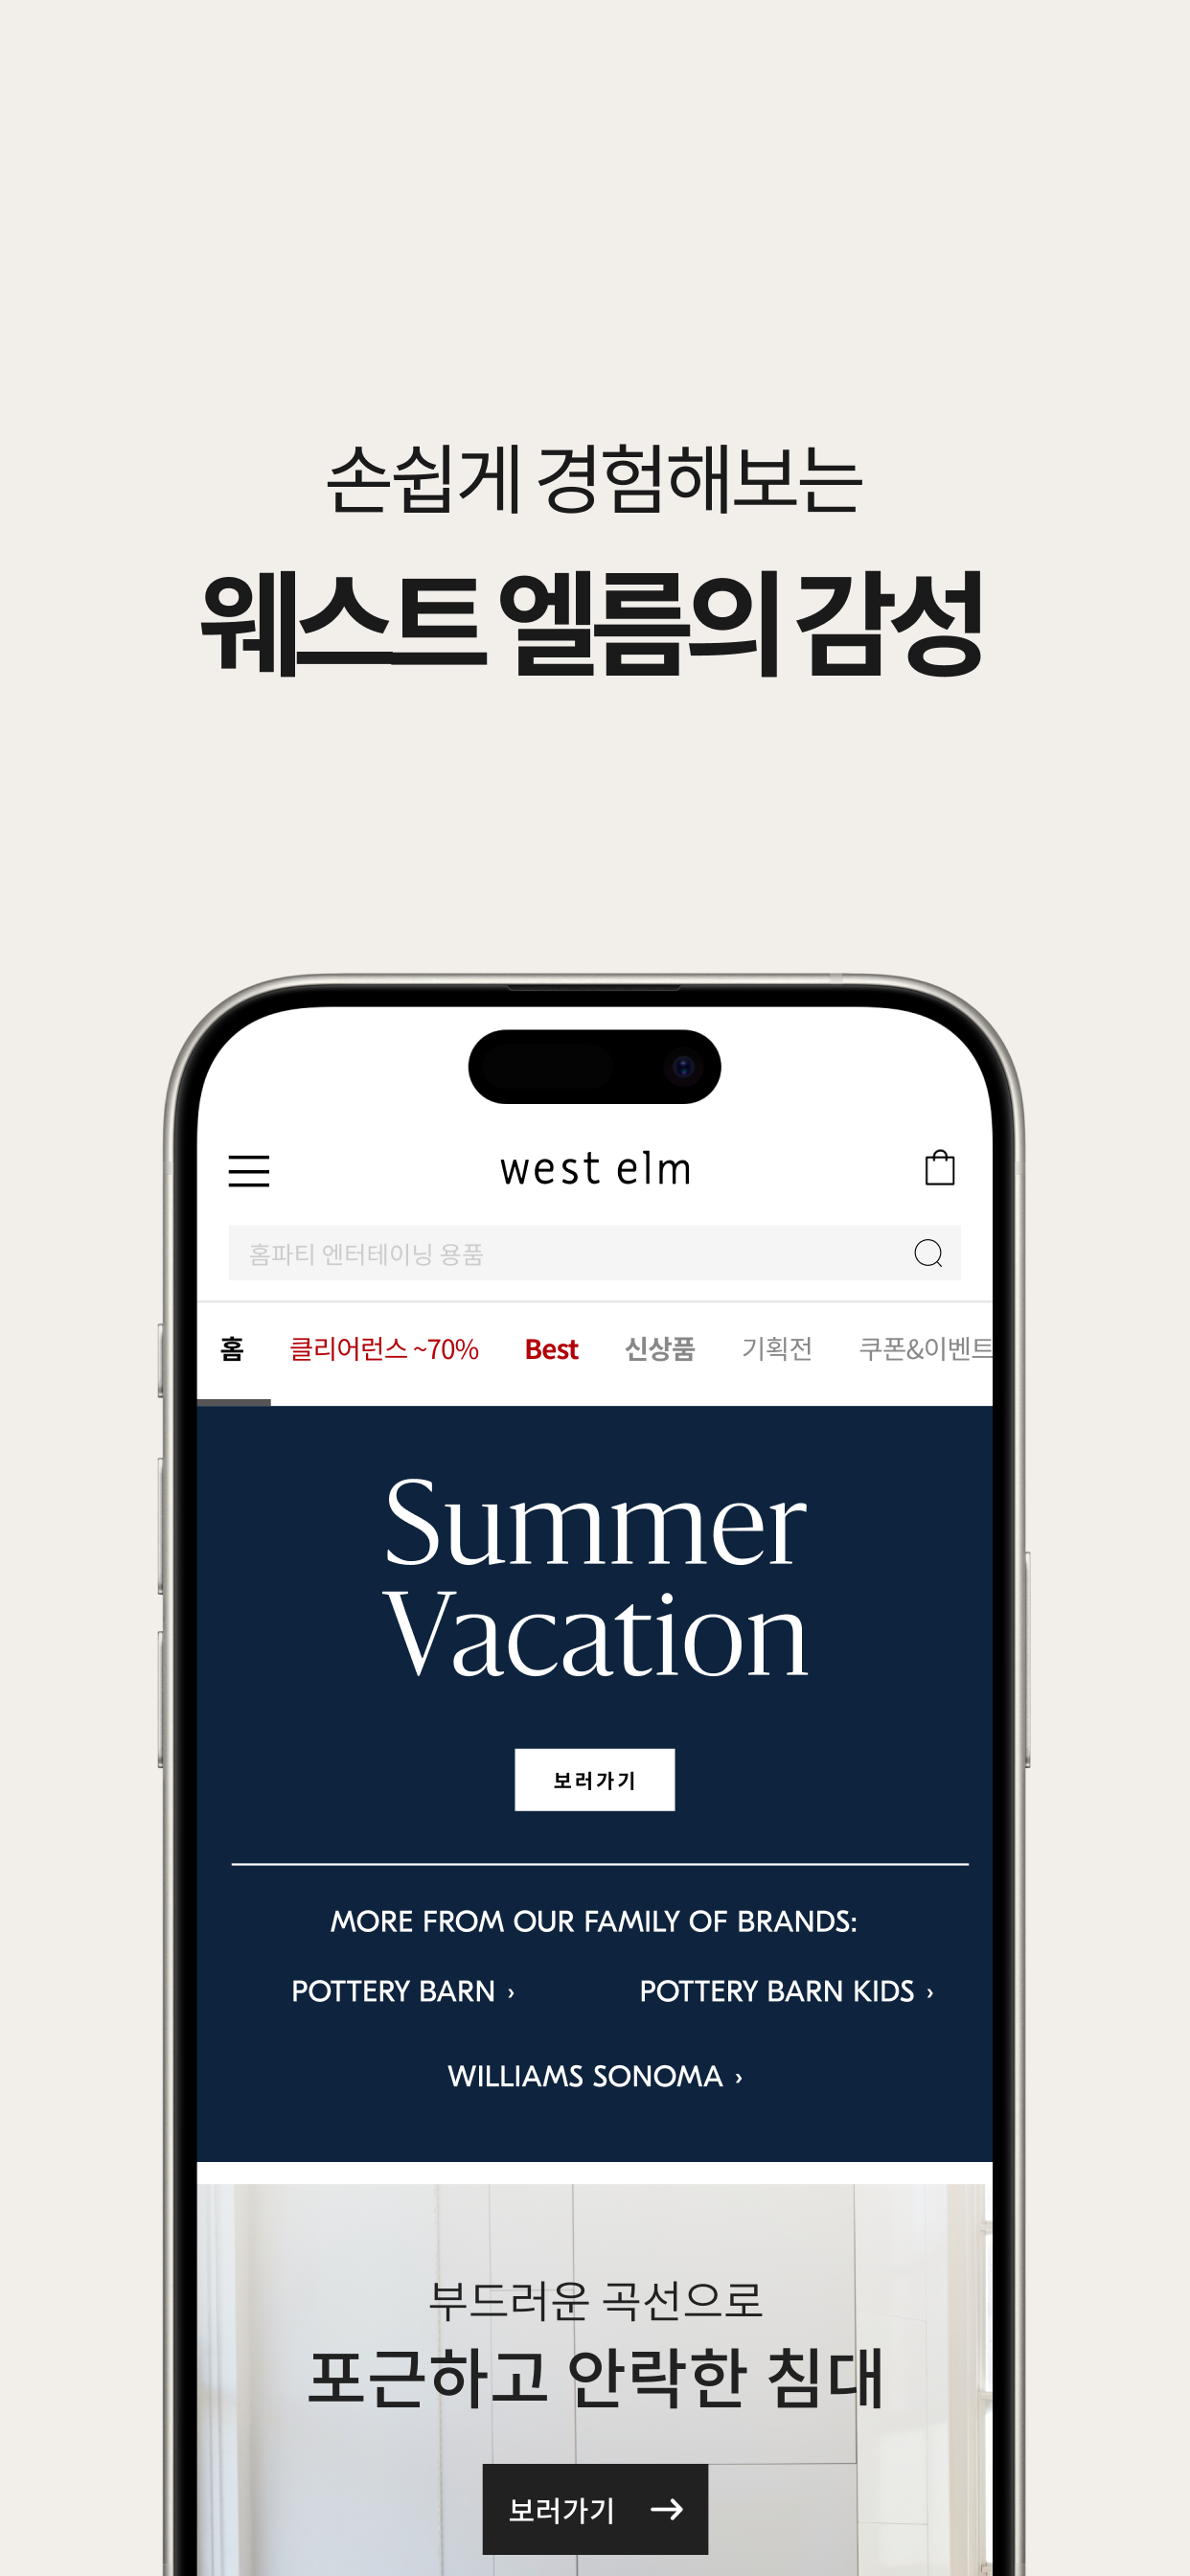 손쉽게 경험해보는
웨스트 엘름의 감성
west elm
홈파티 엔터테이닝 용품
홈 클리어런스 ~70% Best 신상품 기획전 쿠폰&이벤트
Summer
Vacation
보러가기
MORE FROM OUR FAMILY OF BRANDS:
POTTERY BARN › POTTERY BARN KIDS ›
WILLIAMS SONOMA ›
부드러운 곡선으로
포근하고 안락한 침대
보러가기 →